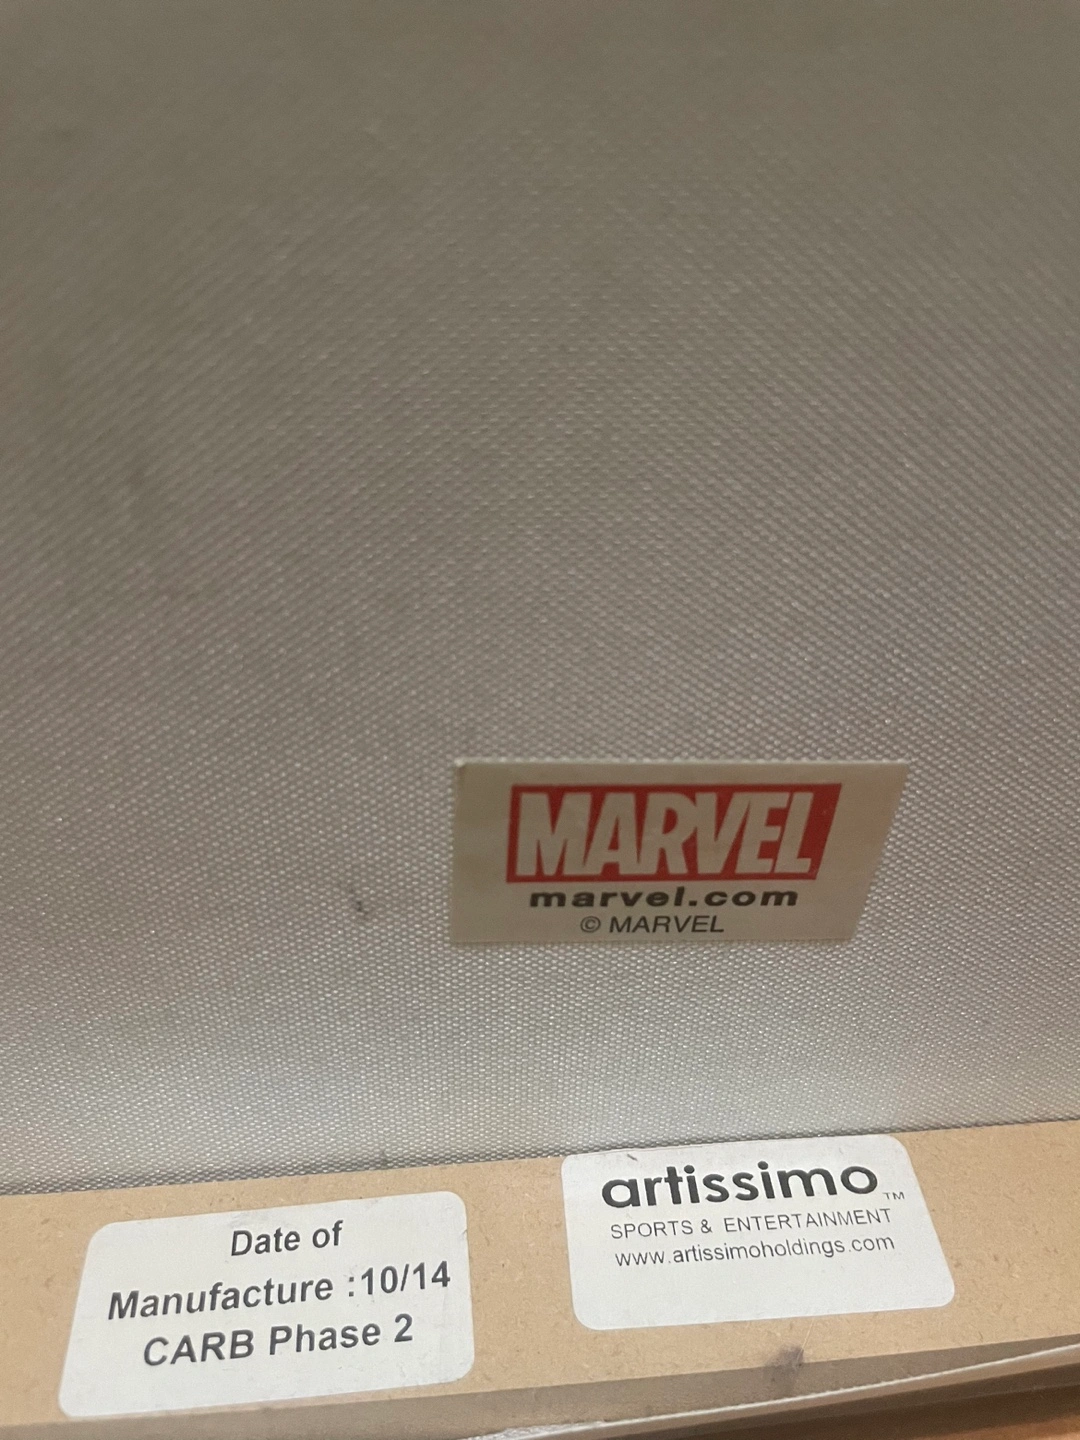 MARVEL
marvel.com
© MARVEL
artissimo™
SPORTS & ENTERTAINMENT
www.artissimoholdings.com
Date of
Manufacture :10/14
CARB Phase 2